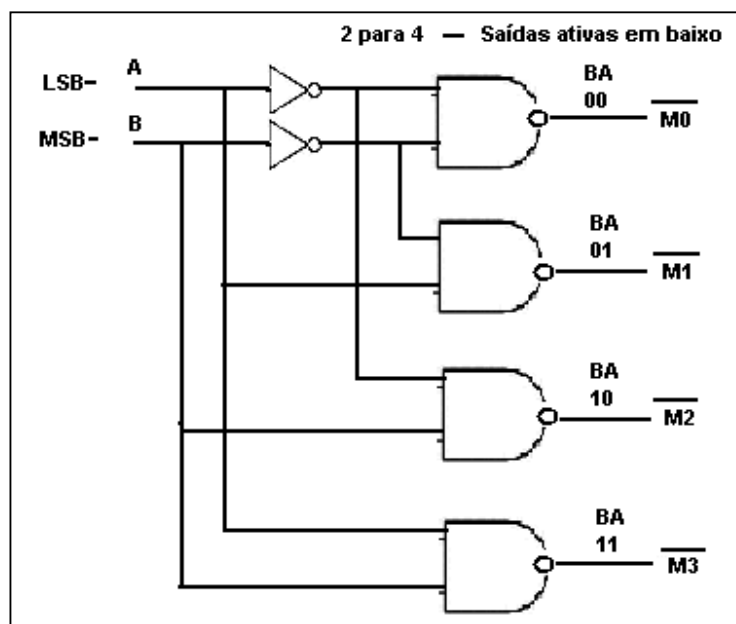 2 para 4 — Saídas ativas em baixo
LSB- A
MSB- B
BA
00
M0
BA
01
M1
BA
10
M2
BA
11
M3